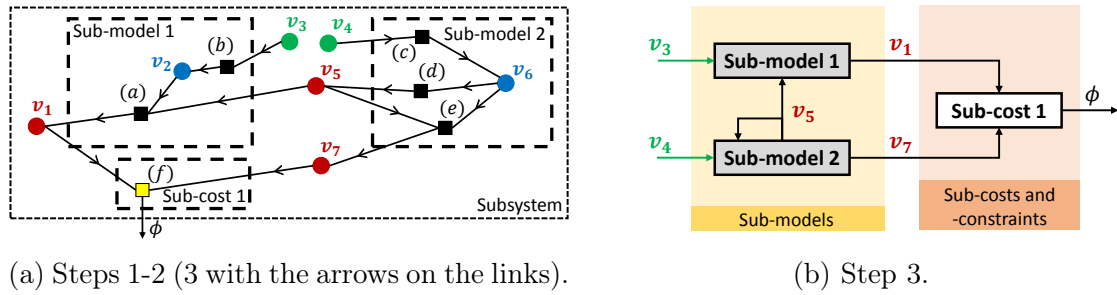 Sub-model 1
(b)
v3
v4
(c)
Sub-model 2
v2
v5
(d)
v6
(a)
(e)
v1
v7
(f)
Sub-cost 1
Subsystem
ϕ
(a) Steps 1-2 (3 with the arrows on the links).
v3
Sub-model 1
v1
v5
Sub-cost 1
ϕ
v4
Sub-model 2
v7
Sub-models
Sub-costs and
-constraints
(b) Step 3.